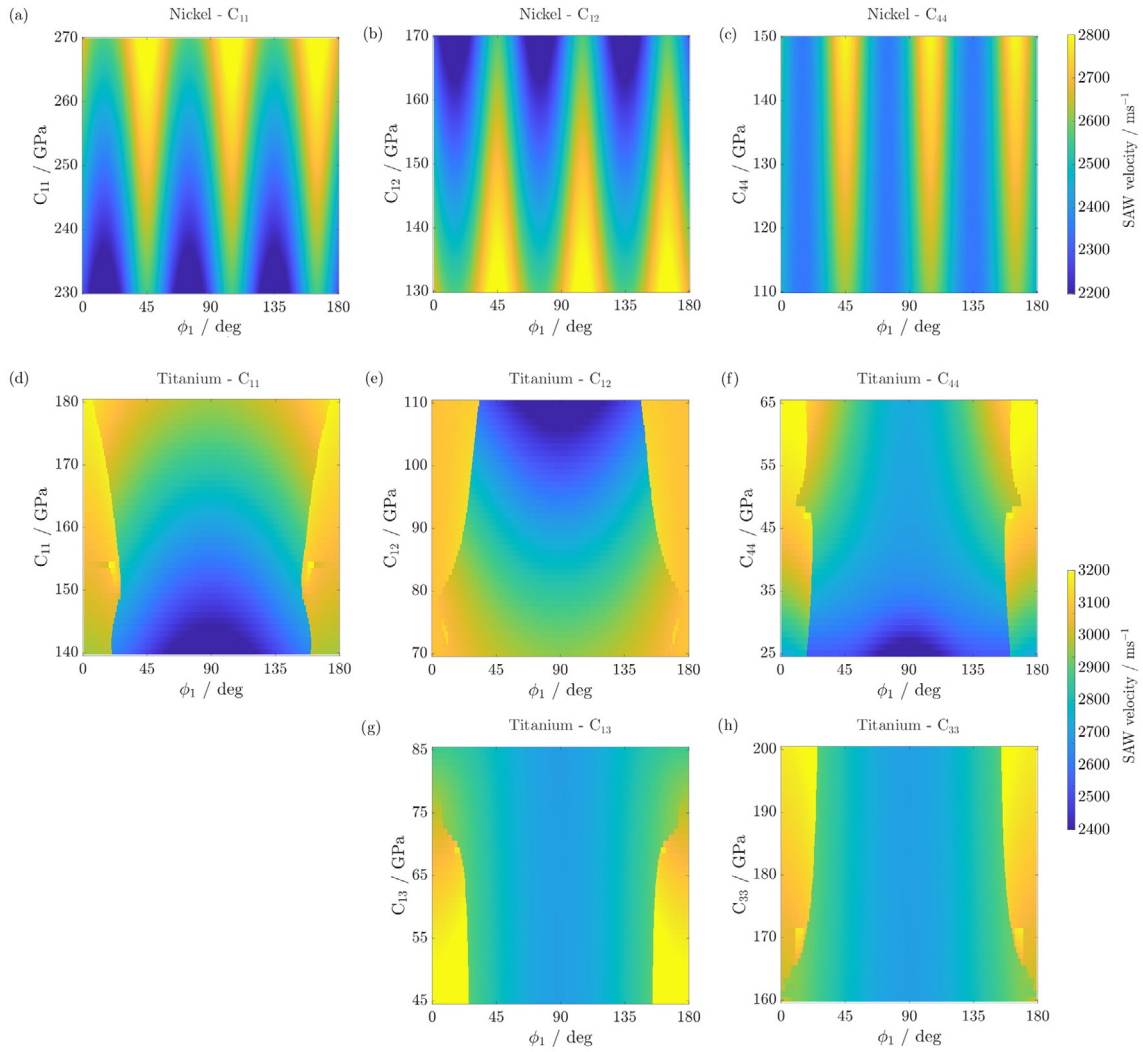 (a) Nickel - C11
270
260
250
240
230
C11 / GPa
0 45 90 135 180
ϕ1 / deg
(b) Nickel - C12
170
160
150
140
130
C12 / GPa
0 45 90 135 180
ϕ1 / deg
(c) Nickel - C44
150
140
130
120
110
C44 / GPa
0 45 90 135 180
ϕ1 / deg
2800
2700
2600
2500
2400
2300
2200
SAW velocity / ms−1
(d) Titanium - C11
180
170
160
150
140
C11 / GPa
0 45 90 135 180
ϕ1 / deg
(e) Titanium - C12
110
100
90
80
70
C12 / GPa
0 45 90 135 180
ϕ1 / deg
(f) Titanium - C44
65
55
45
35
25
C44 / GPa
0 45 90 135 180
ϕ1 / deg
(g) Titanium - C13
85
75
65
55
45
C13 / GPa
0 45 90 135 180
ϕ1 / deg
(h) Titanium - C33
200
190
180
170
160
C33 / GPa
0 45 90 135 180
ϕ1 / deg
3200
3100
3000
2900
2800
2700
2600
2500
2400
SAW velocity / ms−1